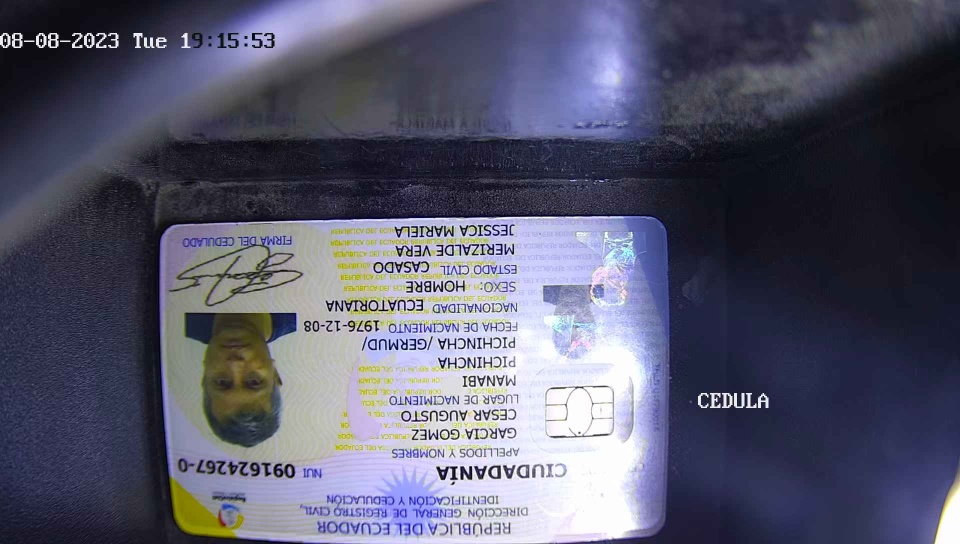 08-08-2023 Tue 19:15:53
CEDULA
REPÚBLICA DEL ECUADOR
DIRECCIÓN GENERAL DE REGISTRO CIVIL,
IDENTIFICACIÓN Y CEDULACIÓN
CIUDADANÍA
NUI 091624267-0
APELLIDOS Y NOMBRES
GARCIA GOMEZ
CESAR AUGUSTO
LUGAR DE NACIMIENTO
MANABI
PICHINCHA
PICHINCHA /GERMUD/
FECHA DE NACIMIENTO 1976-12-08
NACIONALIDAD ECUATORIANA
SEXO HOMBRE
ESTADO CIVIL CASADO
MERIZALDE VERA
JESSICA MARIELA
FIRMA DEL CEDULADO